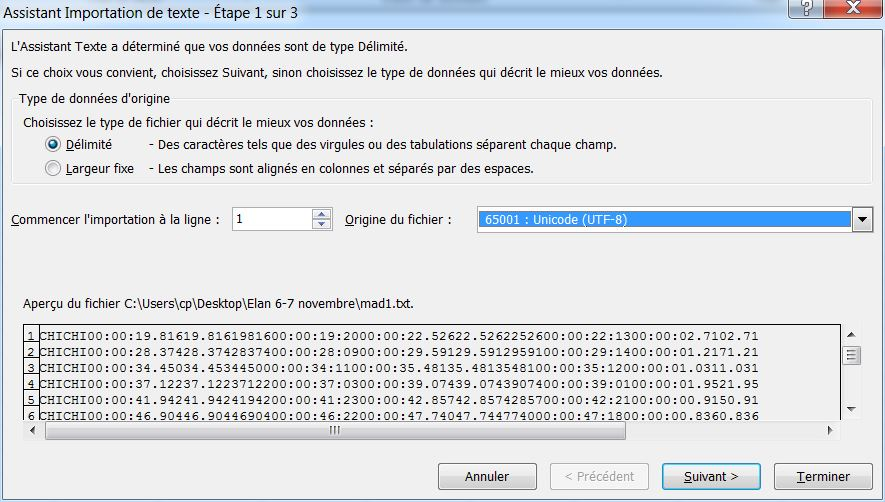 Assistant Importation de texte - Étape 1 sur 3
L'Assistant Texte a déterminé que vos données sont de type Délimité.
Si ce choix vous convient, choisissez Suivant, sinon choisissez le type de données qui décrit le mieux vos données.
Type de données d'origine
Choisissez le type de fichier qui décrit le mieux vos données :
Délimité - Des caractères tels que des virgules ou des tabulations séparent chaque champ.
Largeur fixe - Les champs sont alignés en colonnes et séparés par des espaces.
Commencer l'importation à la ligne : 1 Origine du fichier : 65001 : Unicode (UTF-8)
Aperçu du fichier C:\Users\cp\Desktop\Elan 6-7 novembre\mad1.txt.
1 CHICHI00:00:19.81619.8161981600:00:19:2000:00:22.52622.5262252600:00:22:1300:00:02.7102.71
2 CHICHI00:00:28.37428.3742837400:00:28:0900:00:29.59129.5912959100:00:29:1400:00:01.2171.21
3 CHICHI00:00:34.45034.453445000:00:34:1100:00:35.48135.4813548100:00:35:1200:00:01.0311.031
4 CHICHI00:00:37.12237.1223712200:00:37:0300:00:39.07439.0743907400:00:39:0100:00:01.9521.95
5 CHICHI00:00:41.94241.9424194200:00:41:2300:00:42.85742.8574285700:00:42:2100:00:00.9150.91
6 CHICHI00:00:46.90446.9044690400:00:46:2200:00:47.74047.744774000:00:47:1800:00:00.8360.836
Annuler < Précédent Suivant > Terminer